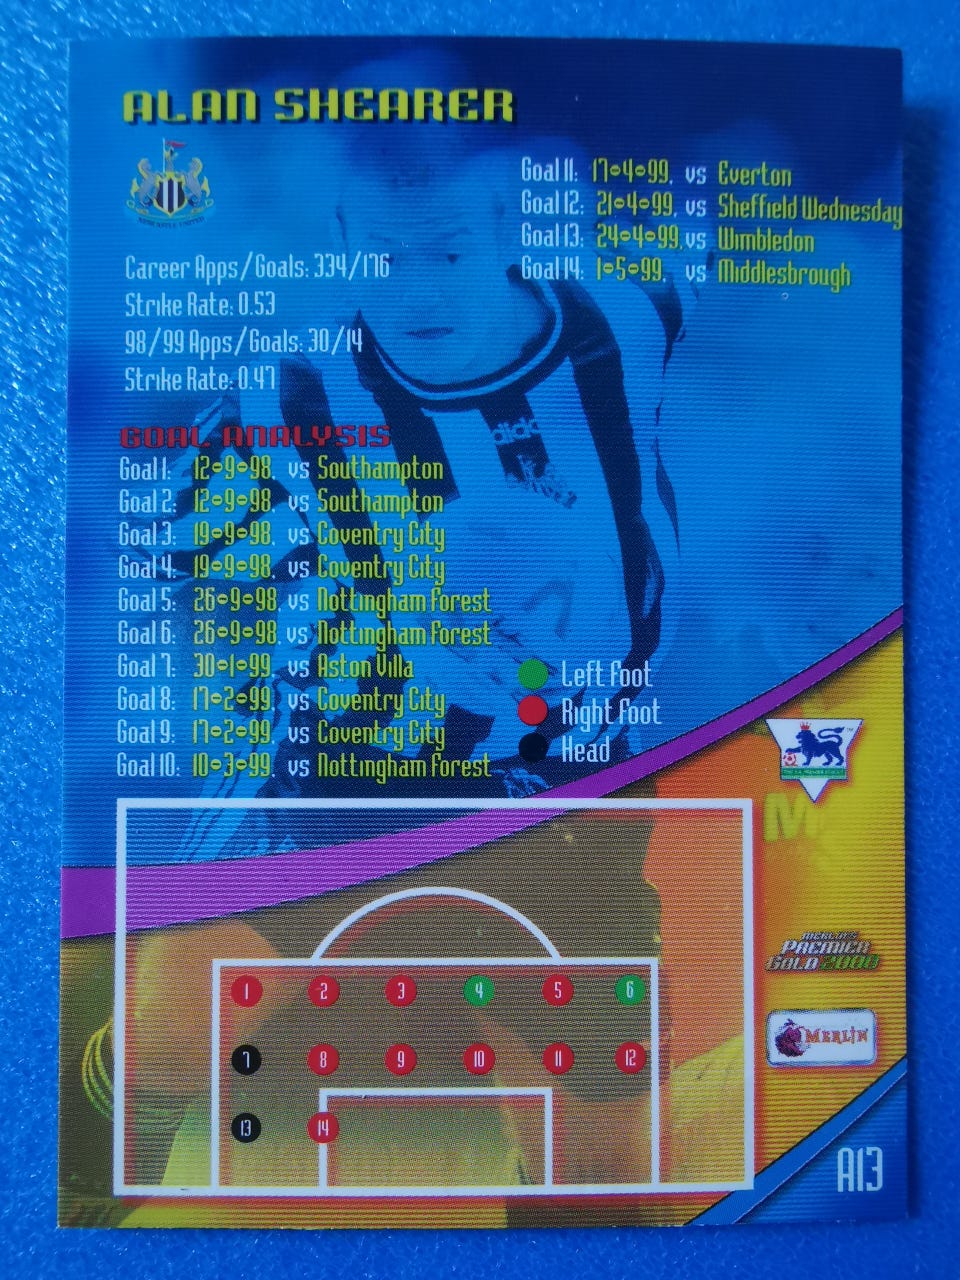 ALAN SHEARER
NEWCASTLE UNITED
Career Apps/Goals: 334/176
Strike Rate: 0.53
98/99 Apps/Goals: 30/14
Strike Rate: 0.47
GOAL ANALYSIS
Goal 1: 12•9•98, vs Southampton
Goal 2: 12•9•98, vs Southampton
Goal 3: 19•9•98, vs Coventry City
Goal 4: 19•9•98, vs Coventry City
Goal 5: 26•9•98, vs Nottingham Forest
Goal 6: 26•9•98, vs Nottingham Forest
Goal 7: 30•1•99, vs Aston Villa
Goal 8: 17•2•99, vs Coventry City
Goal 9: 17•2•99, vs Coventry City
Goal 10: 10•3•99, vs Nottingham Forest
Goal 11: 17•4•99, vs Everton
Goal 12: 21•4•99, vs Sheffield Wednesday
Goal 13: 24•4•99, vs Wimbledon
Goal 14: 1•5•99, vs Middlesbrough
adidas
Left Foot
Right Foot
Head
1 2 3 4 5 6
7 8 9 10 11 12
13 14
M
MERLIN'S
PREMIER
GOLD 2000
MERLIN
A13